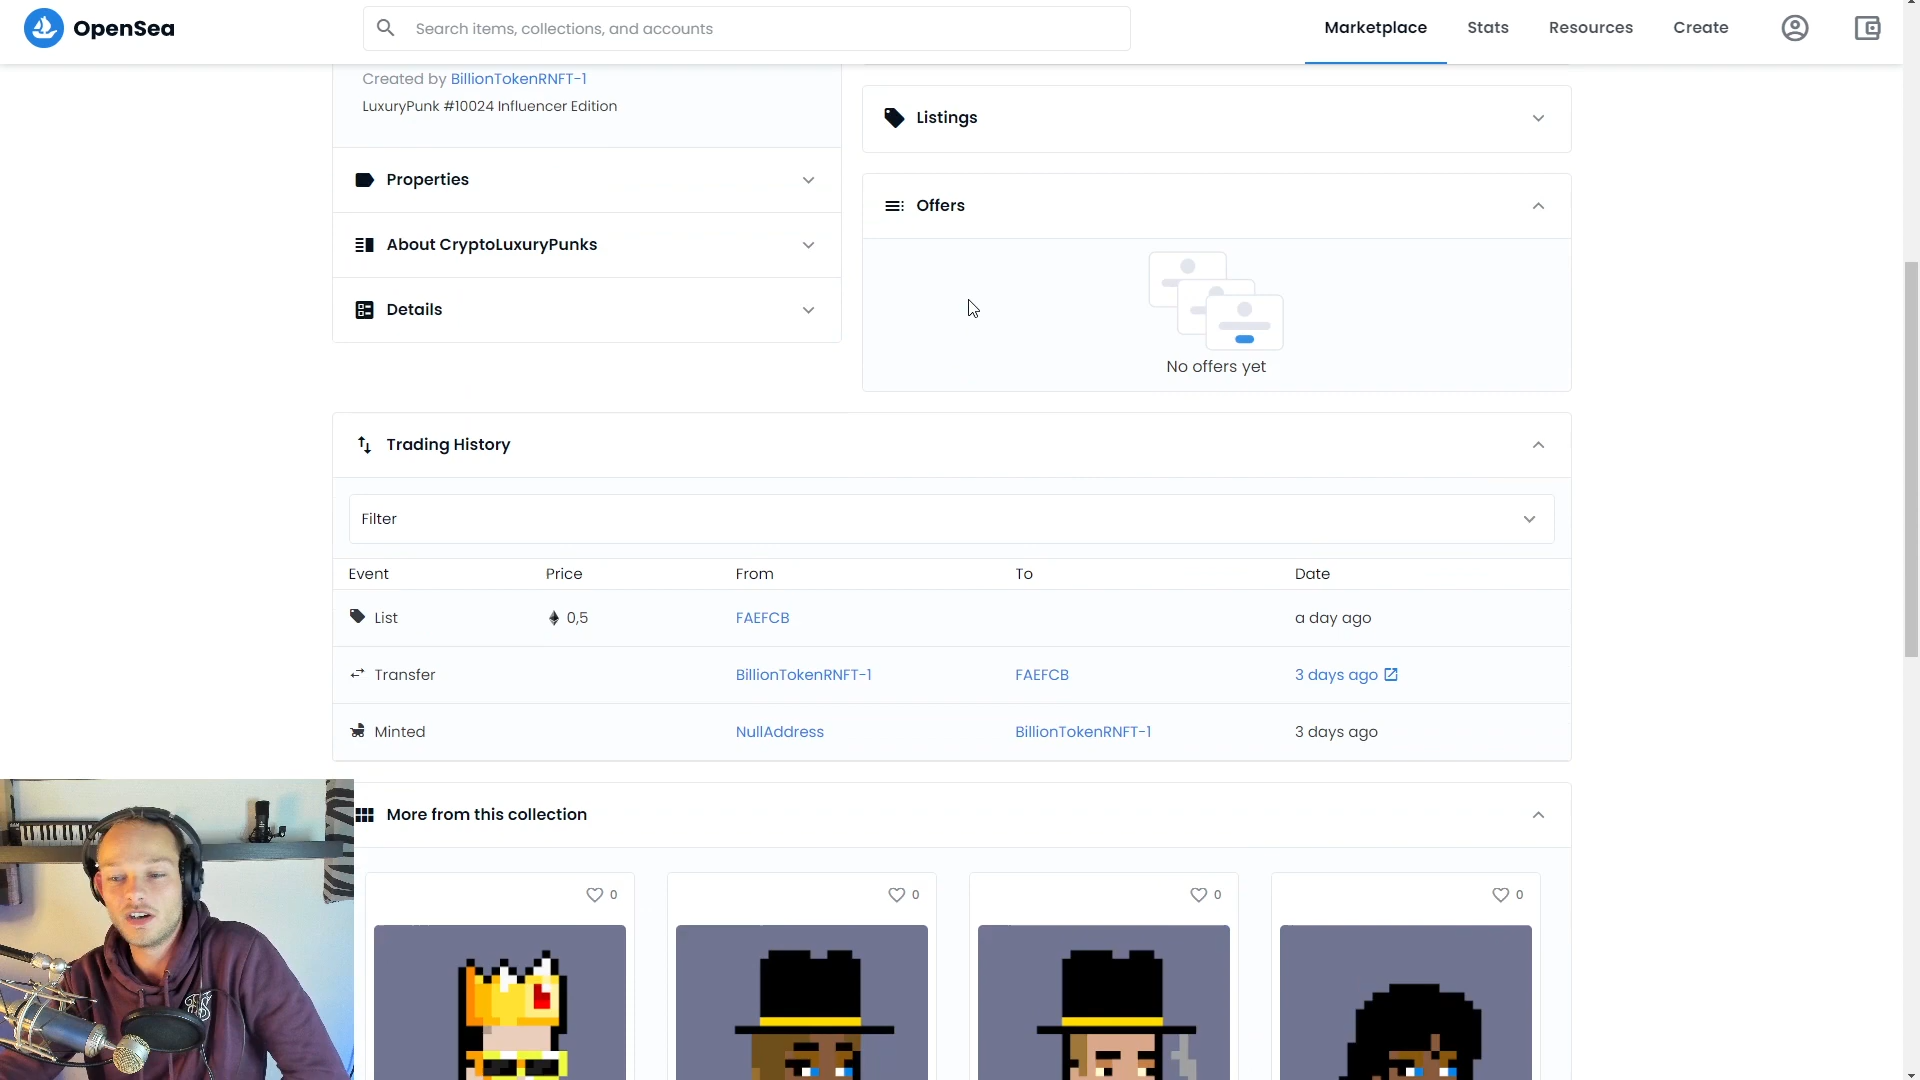 OpenSea
Search items, collections, and accounts
Marketplace
Stats
Resources
Create
Created by BillionTokenRNFT-1
LuxuryPunk #10024 Influencer Edition
Properties
About CryptoLuxuryPunks
Details
Listings
Offers
No offers yet
Trading History
Filter
Event Price From To Date
List 0,5 FAEFCB a day ago
Transfer BillionTokenRNFT-1 FAEFCB 3 days ago
Minted NullAddress BillionTokenRNFT-1 3 days ago
More from this collection
0
0
0
0